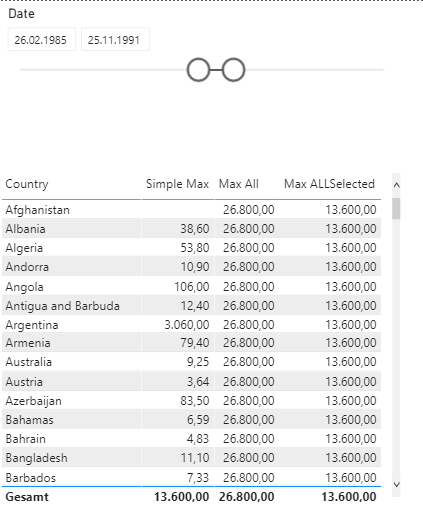 Date
26.02.1985 25.11.1991
Country Simple Max Max All Max ALLSelected
Afghanistan 26.800,00 13.600,00
Albania 38,60 26.800,00 13.600,00
Algeria 53,80 26.800,00 13.600,00
Andorra 10,90 26.800,00 13.600,00
Angola 106,00 26.800,00 13.600,00
Antigua and Barbuda 12,40 26.800,00 13.600,00
Argentina 3.060,00 26.800,00 13.600,00
Armenia 79,40 26.800,00 13.600,00
Australia 9,25 26.800,00 13.600,00
Austria 3,64 26.800,00 13.600,00
Azerbaijan 83,50 26.800,00 13.600,00
Bahamas 6,59 26.800,00 13.600,00
Bahrain 4,83 26.800,00 13.600,00
Bangladesh 11,10 26.800,00 13.600,00
Barbados 7,33 26.800,00 13.600,00
Gesamt 13.600,00 26.800,00 13.600,00